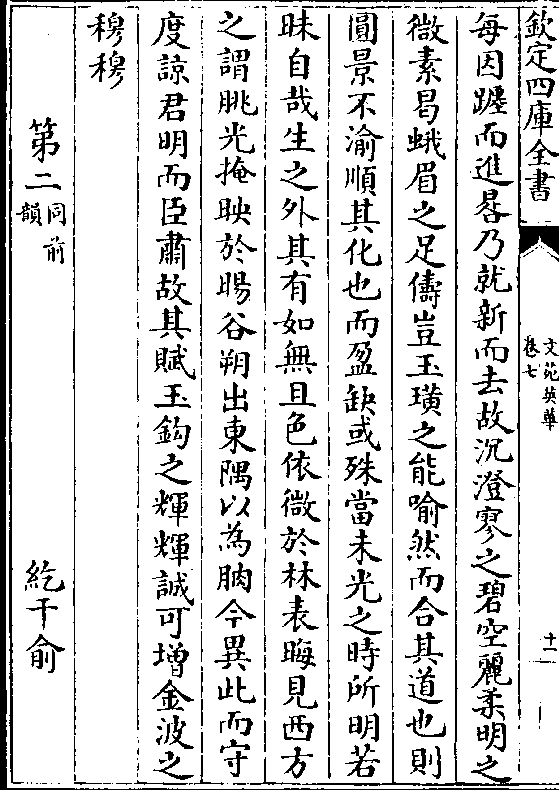 欽定四庫全書
文苑英華
卷七
十一
每因躔而進晷乃就新而去故沉澄寥之碧空麗柔明之
微素曷蛾眉之足儔豈玉璜之能喻然而合其道也則
圓景不渝順其化也而盈缺或殊當未光之時所明若
昧自哉生之外其有如無且色依微於林表晦見西方
之謂朓光掩映於暘谷朔出東隅以為朒今異此而守
度諒君明而臣肅故其賦玉鈎之輝輝誠可增金波之
穆穆
第二
同前
韻
紇干俞